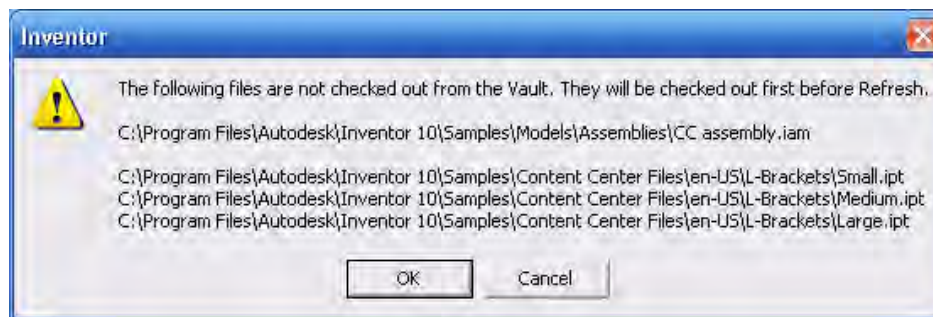 Inventor
The following files are not checked out from the Vault. They will be checked out first before Refresh.
C:\Program Files\Autodesk\Inventor 10\Samples\Models\Assemblies\CC assembly.iam
C:\Program Files\Autodesk\Inventor 10\Samples\Content Center Files\en-US\L-Brackets\Small.ipt
C:\Program Files\Autodesk\Inventor 10\Samples\Content Center Files\en-US\L-Brackets\Medium.ipt
C:\Program Files\Autodesk\Inventor 10\Samples\Content Center Files\en-US\L-Brackets\Large.ipt
OK Cancel